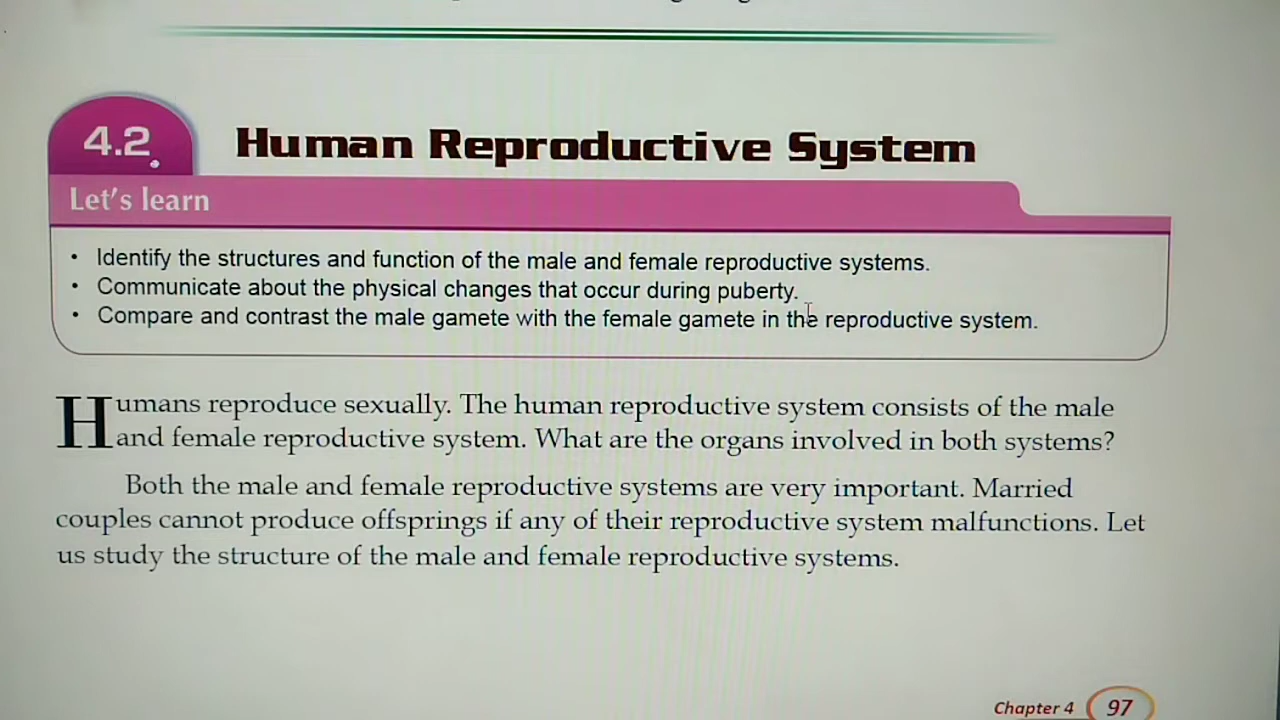 4.2
Human Reproductive System
Let's learn
• Identify the structures and function of the male and female reproductive systems.
• Communicate about the physical changes that occur during puberty.
• Compare and contrast the male gamete with the female gamete in the reproductive system.
Humans reproduce sexually. The human reproductive system consists of the male
and female reproductive system. What are the organs involved in both systems?
Both the male and female reproductive systems are very important. Married
couples cannot produce offsprings if any of their reproductive system malfunctions. Let
us study the structure of the male and female reproductive systems.
Chapter 4 97